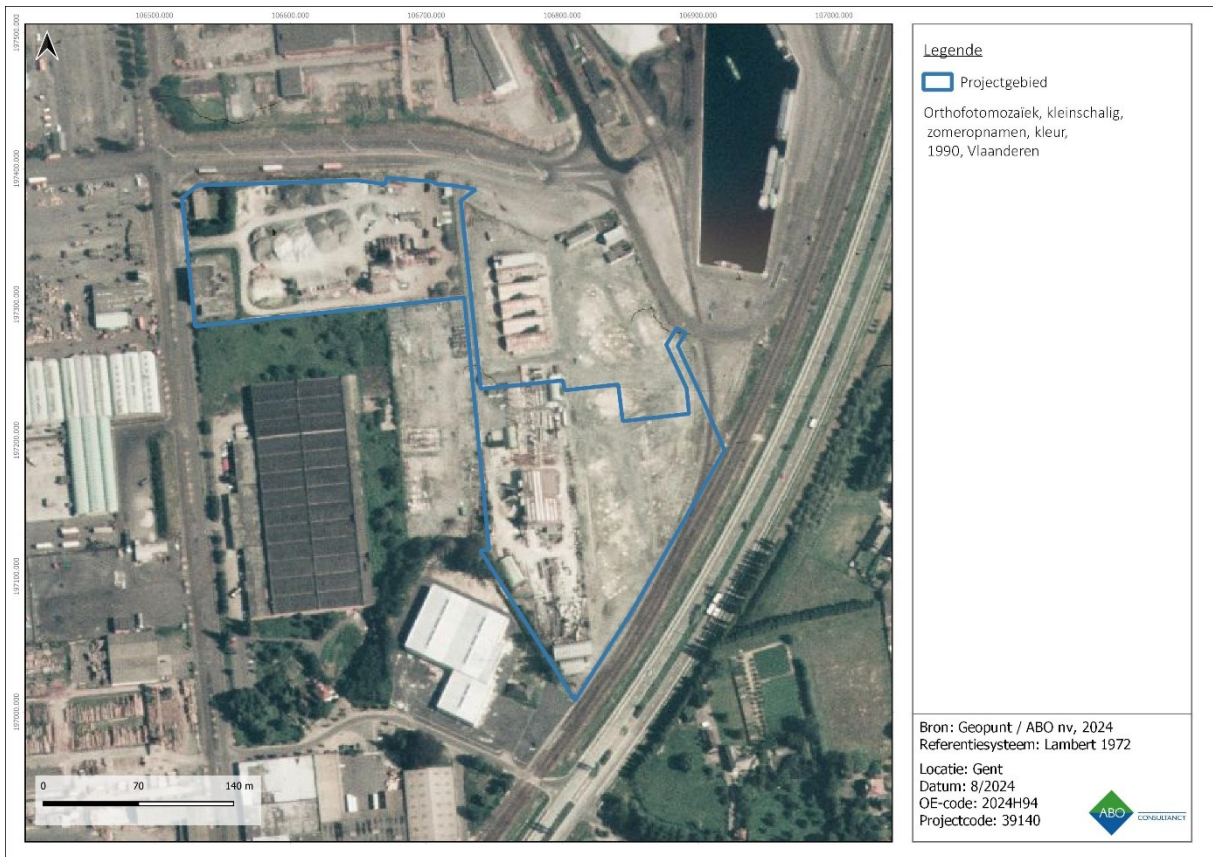 106500.000 106600.000 106700.000 106800.000 106900.000 107000.000
197500.000
197400.000
197300.000
197200.000
197100.000
197000.000
0 70 140 m
Legende
Projectgebied
Orthofotomozaïek, kleinschalig,
zomeropnamen, kleur,
1990, Vlaanderen
Bron: Geopunt / ABO nv, 2024
Referentiesysteem: Lambert 1972
Locatie: Gent
Datum: 8/2024
OE-code: 2024H94
Projectcode: 39140
ABO CONSULTANCY